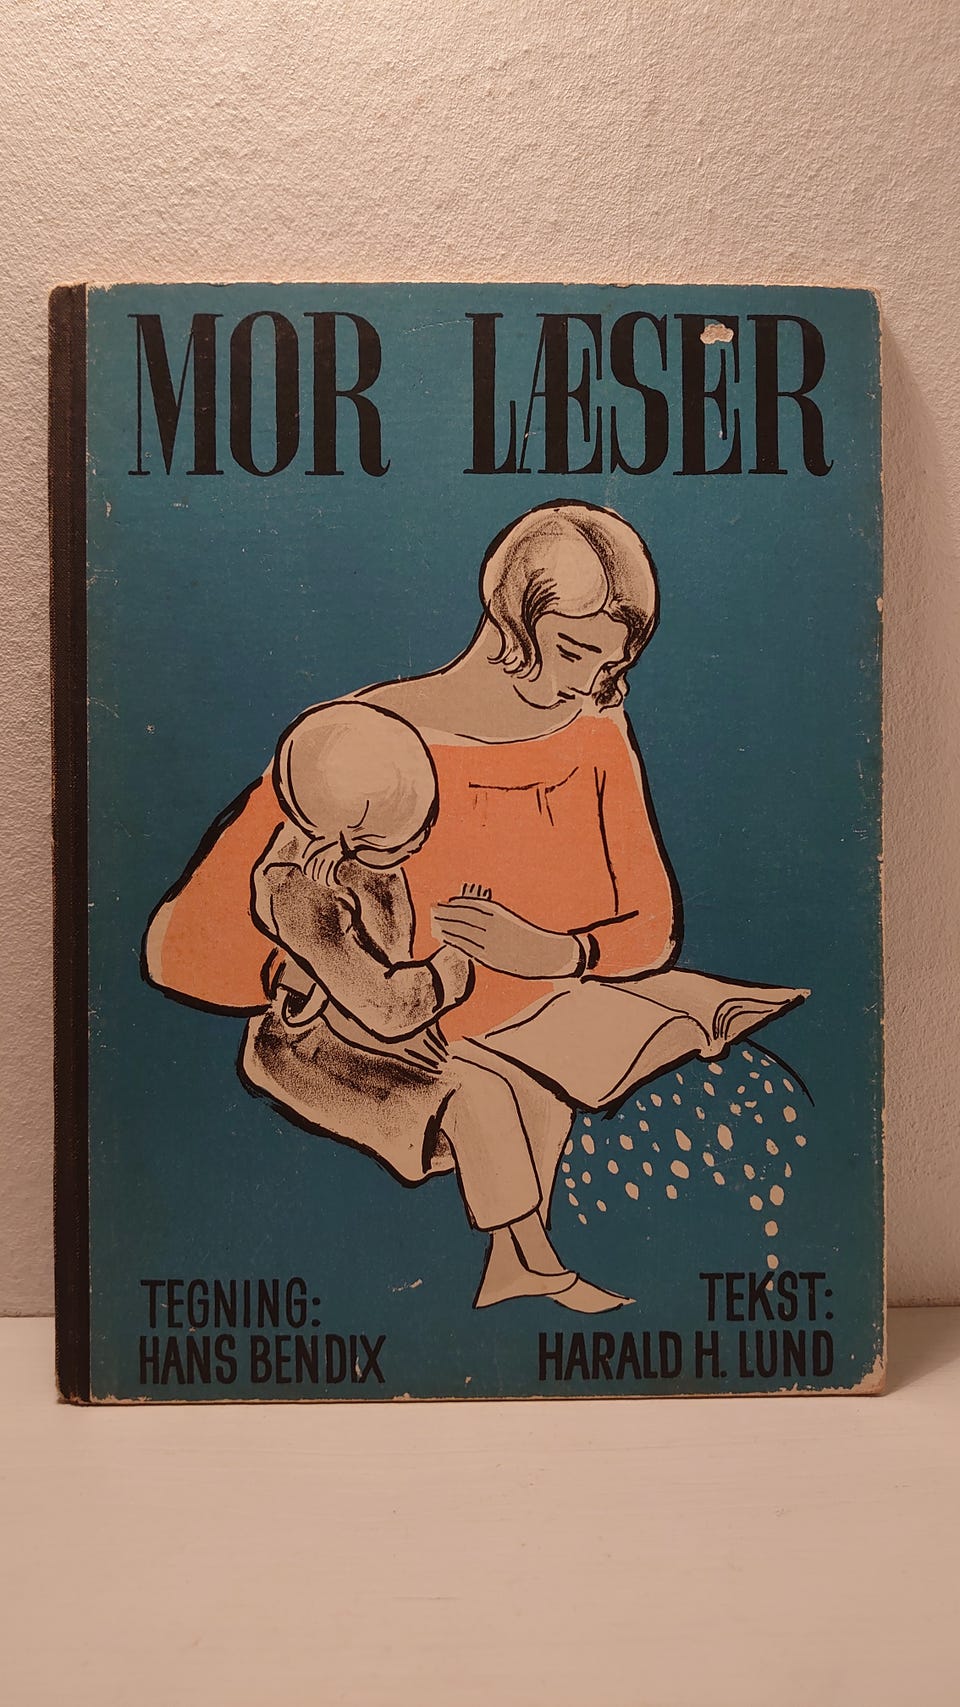 MOR LÆSER
TEGNING:
HANS BENDIX
TEKST:
HARALD H. LUND